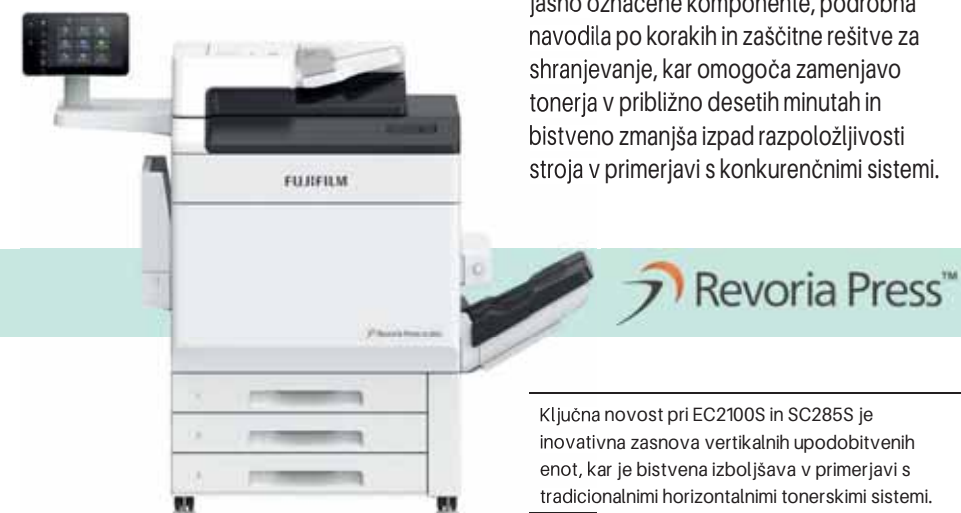 jasno označene komponente, podrobna
navodila po korakih in zaščitne rešitve za
shranjevanje, kar omogoča zamenjavo
tonerja v približno desetih minutah in
bistveno zmanjša izpad razpoložljivosti
stroja v primerjavi s konkurenčnimi sistemi.
FUJIFILM
Revoria Press™
Revoria Press
Ključna novost pri EC2100S in SC285S je
inovativna zasnova vertikalnih upodobitvenih
enot, kar je bistvena izboljšava v primerjavi s
tradicionalnimi horizontalnimi tonerskimi sistemi.